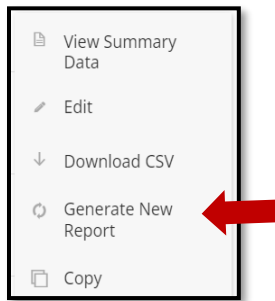 View Summary
Data
Edit
Download CSV
Generate New
Report
Copy